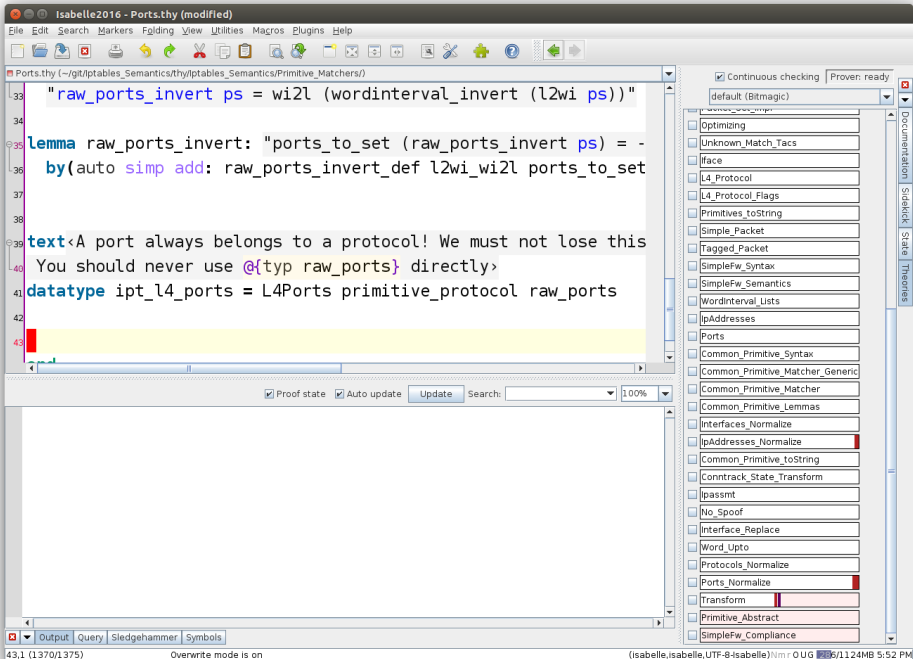 Isabelle2016 - Ports.thy (modified)
File Edit Search Markers Folding View Utilities Macros Plugins Help
Ports.thy (~/git/Iptables_Semantics/thy/Iptables_Semantics/Primitive_Matchers/)
33 "raw_ports_invert ps = wi2l (wordinterval_invert (l2wi ps))"
34
35 lemma raw_ports_invert: "ports_to_set (raw_ports_invert ps) = -
36 by(auto simp add: raw_ports_invert_def l2wi_wi2l ports_to_set
37
38
39 text‹A port always belongs to a protocol! We must not lose this
40 You should never use @{typ raw_ports} directly›
41 datatype ipt_l4_ports = L4Ports primitive_protocol raw_ports
42
43
end
Proof state Auto update Update Search: 100%
Output Query Sledgehammer Symbols
Continuous checking Prover: ready
default (Bitmagic)
Packet_Set_Impl
Optimizing
Unknown_Match_Tacs
Iface
L4_Protocol
L4_Protocol_Flags
Primitives_toString
Simple_Packet
Tagged_Packet
SimpleFw_Syntax
SimpleFw_Semantics
WordInterval_Lists
IpAddresses
Ports
Common_Primitive_Syntax
Common_Primitive_Matcher_Generic
Common_Primitive_Matcher
Common_Primitive_Lemmas
Interfaces_Normalize
IpAddresses_Normalize
Common_Primitive_toString
Conntrack_State_Transform
Ipassmt
No_Spoof
Interface_Replace
Word_Upto
Protocols_Normalize
Ports_Normalize
Transform
Primitive_Abstract
SimpleFw_Compliance
Documentation
Sidekick
State
Theories
43,1 (1370/1375) Overwrite mode is on (isabelle,isabelle,UTF-8-Isabelle) N m r O U G 6/1124MB 5:52 PM